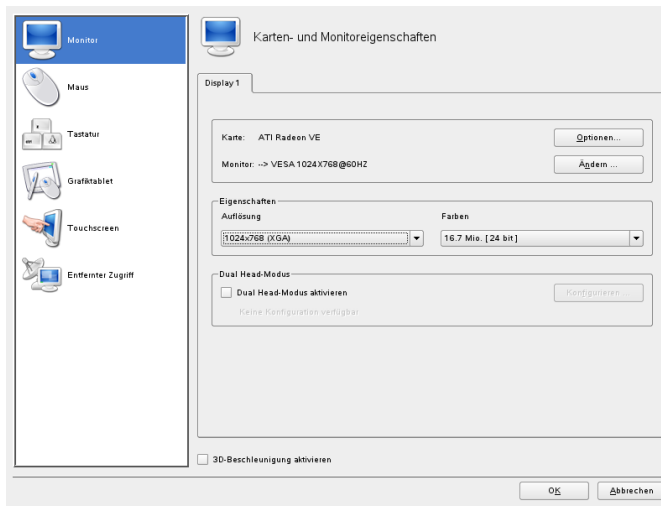 Monitor
Maus
Tastatur
Grafiktablet
Touchscreen
Entfernter Zugriff
Karten- und Monitoreigenschaften
Display 1
Karte: ATI Radeon VE
Optionen...
Monitor: --> VESA 1024X768@60HZ
Ändern ...
Eigenschaften
Auflösung
Farben
1024x768 (XGA)
16.7 Mio. [ 24 bit ]
Dual Head-Modus
Dual Head-Modus aktivieren
Konfigurieren ...
Keine Konfiguration verfügbar
3D-Beschleunigung aktivieren
OK
Abbrechen